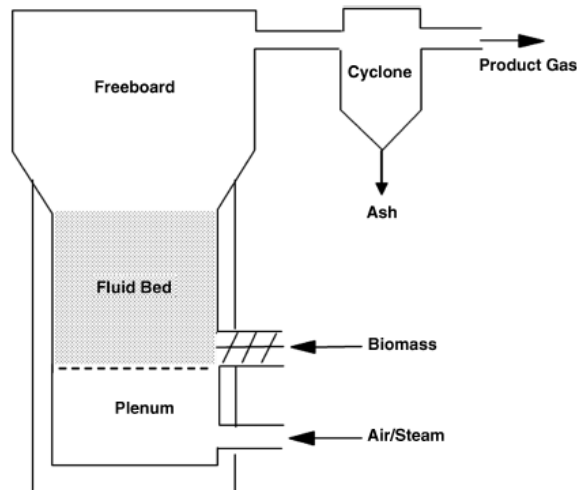 Freeboard
Cyclone
Product Gas
Ash
Fluid Bed
Biomass
Plenum
Air/Steam